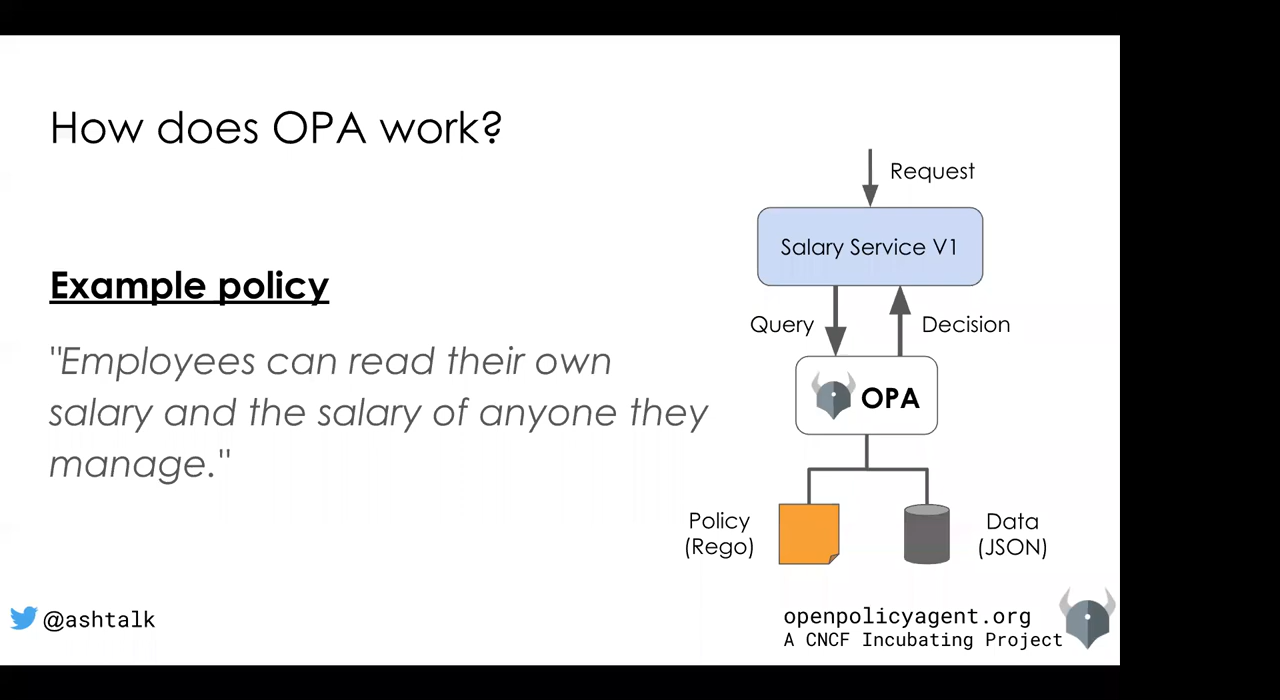 How does OPA work?
Request
Salary Service V1
Example policy
Query
Decision
"Employees can read their own
salary and the salary of anyone they
manage."
OPA
Policy
(Rego)
Data
(JSON)
@ashtalk
openpolicyagent.org
A CNCF Incubating Project